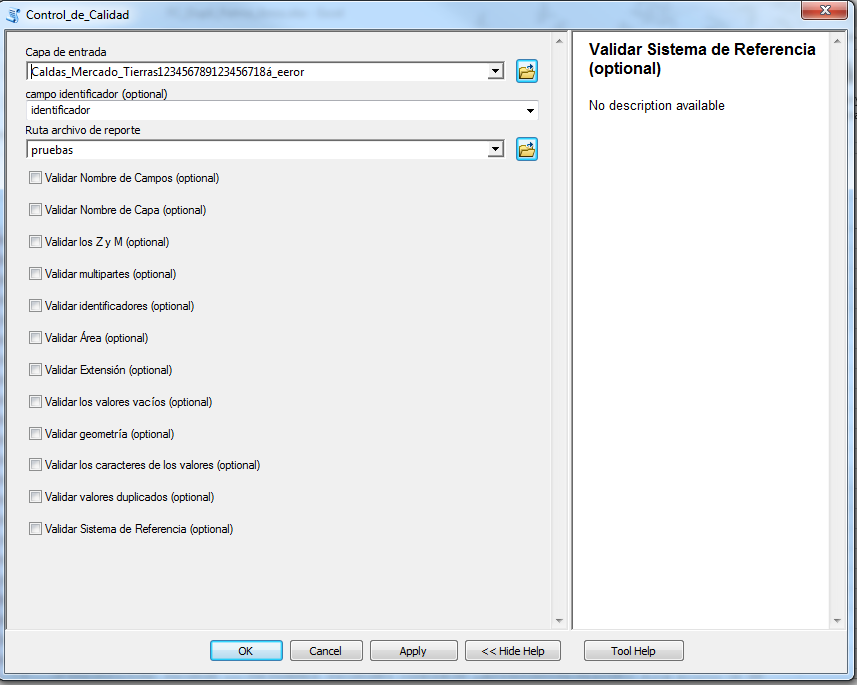 Control_de_Calidad
Capa de entrada
Caldas_Mercado_Tierras123456789123456718á_eeror
campo identificador (optional)
identificador
Ruta archivo de reporte
pruebas
Validar Nombre de Campos (optional)
Validar Nombre de Capa (optional)
Validar los Z y M (optional)
Validar multipartes (optional)
Validar identificadores (optional)
Validar Área (optional)
Validar Extensión (optional)
Validar los valores vacíos (optional)
Validar geometría (optional)
Validar los caracteres de los valores (optional)
Validar valores duplicados (optional)
Validar Sistema de Referencia (optional)
Validar Sistema de Referencia
(optional)
No description available
OK
Cancel
Apply
<< Hide Help
Tool Help